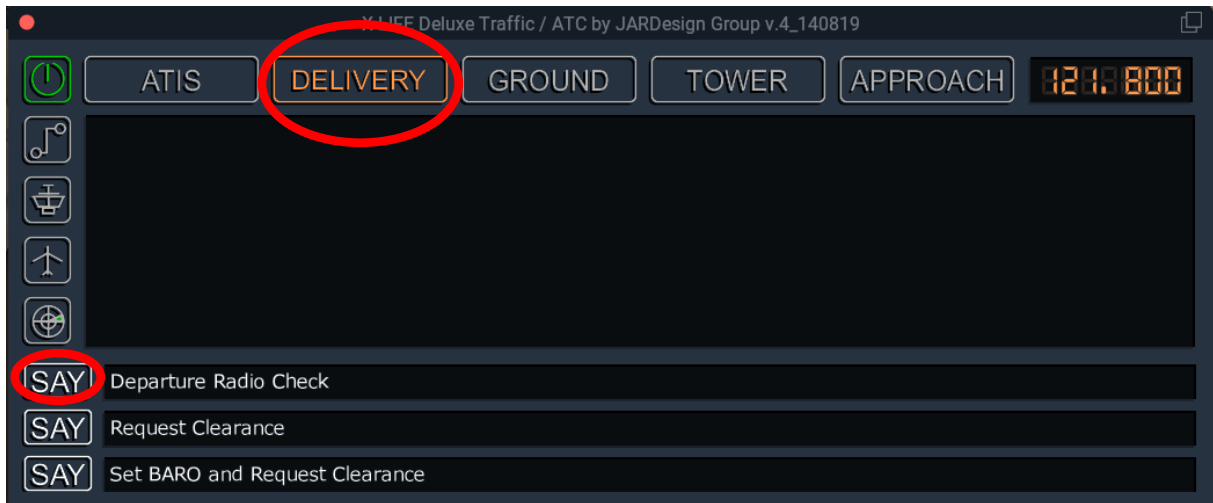 X-LIFE Deluxe Traffic / ATC by JARDesign Group v.4_140819
ATIS DELIVERY GROUND TOWER APPROACH 121.800
SAY Departure Radio Check
SAY Request Clearance
SAY Set BARO and Request Clearance